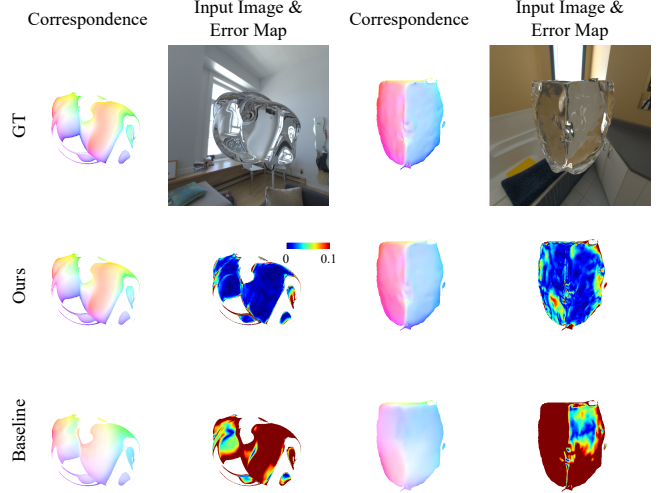 Correspondence
Input Image &
Error Map
Correspondence
Input Image &
Error Map
GT
Ours
0 0.1
Baseline